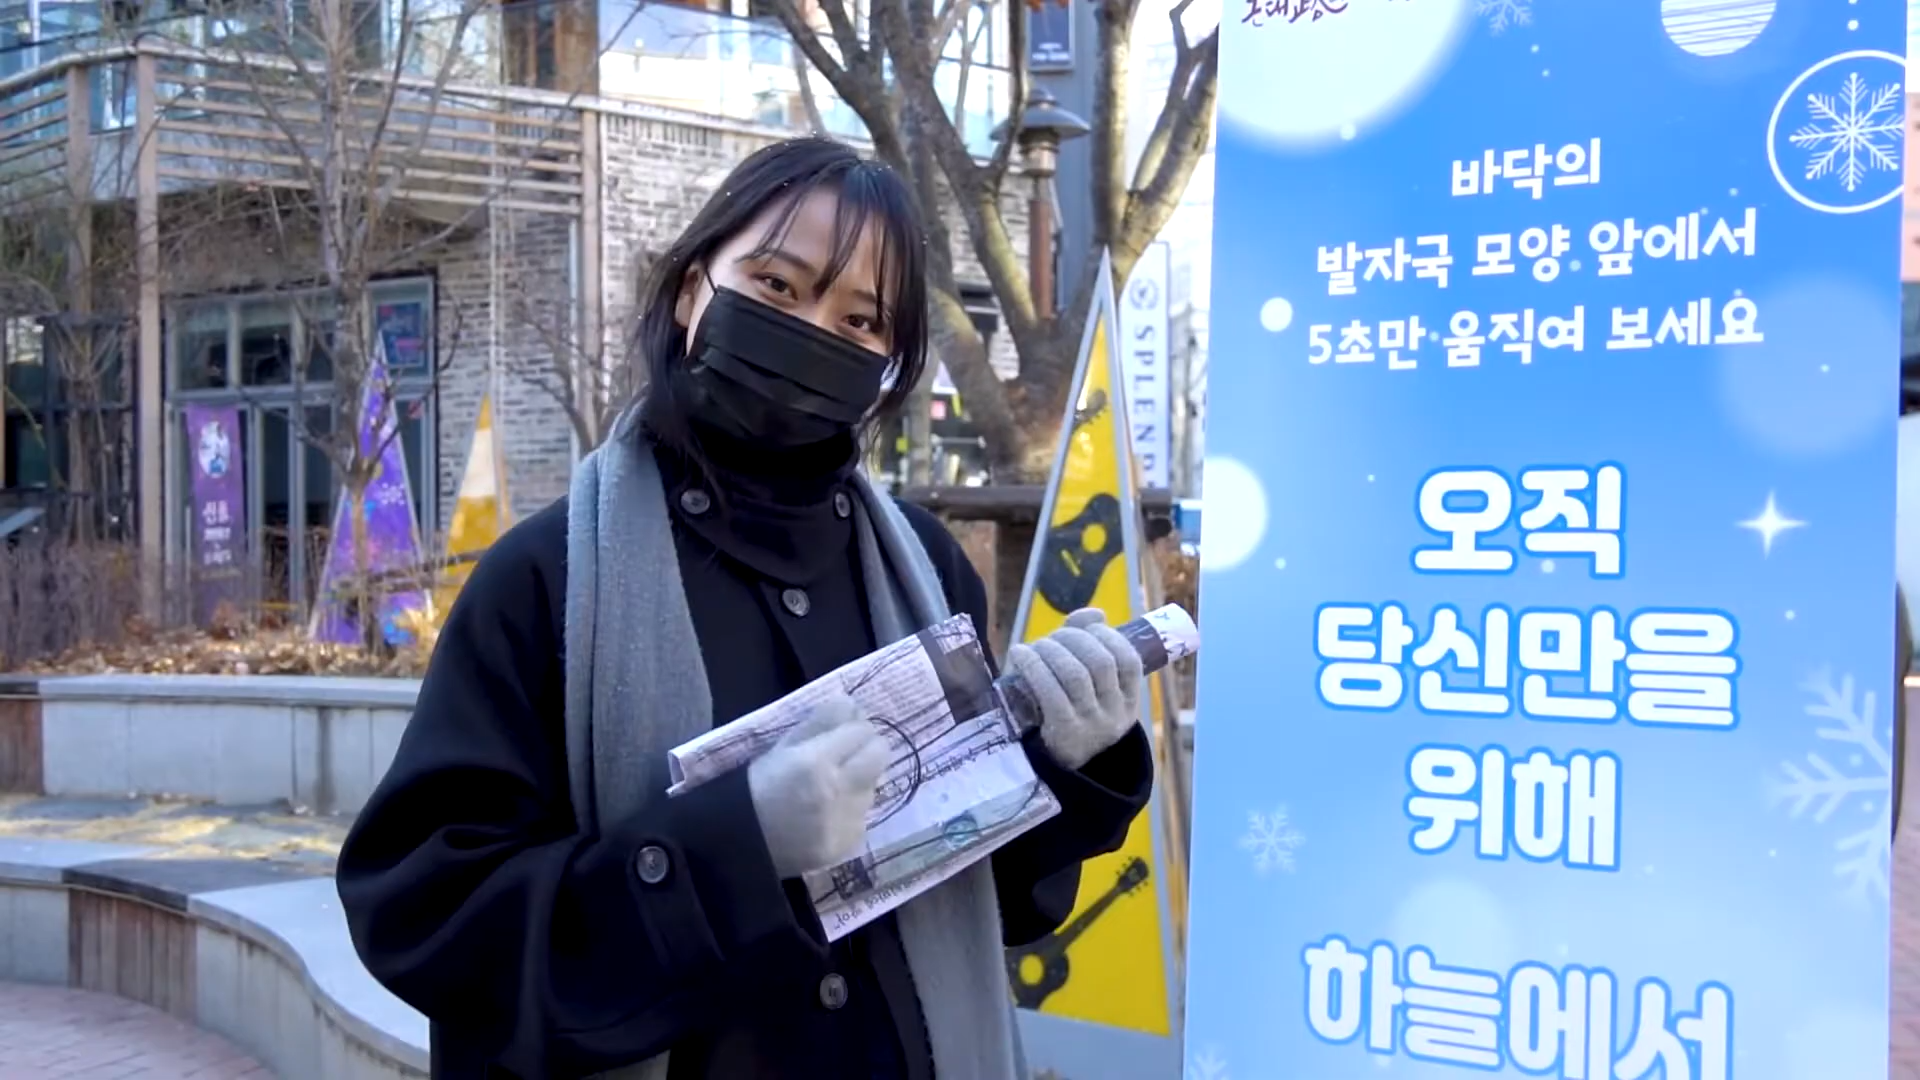 바닥의
발자국 모양 앞에서
5초만 움직여 보세요
오직
당신만을
위해
하늘에서
SPLEND